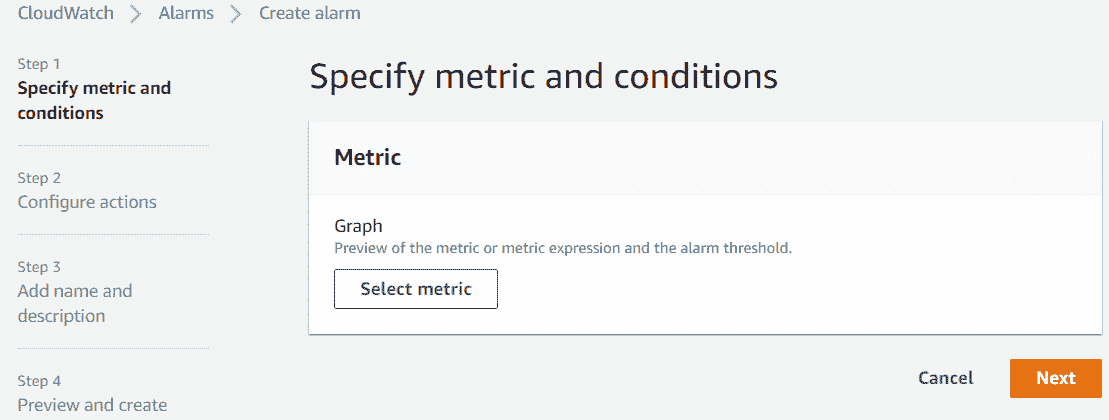 CloudWatch > Alarms > Create alarm
Step 1
Specify metric and
conditions
Step 2
Configure actions
Step 3
Add name and
description
Step 4
Preview and create
Specify metric and conditions
Metric
Graph
Preview of the metric or metric expression and the alarm threshold.
Select metric
Cancel
Next